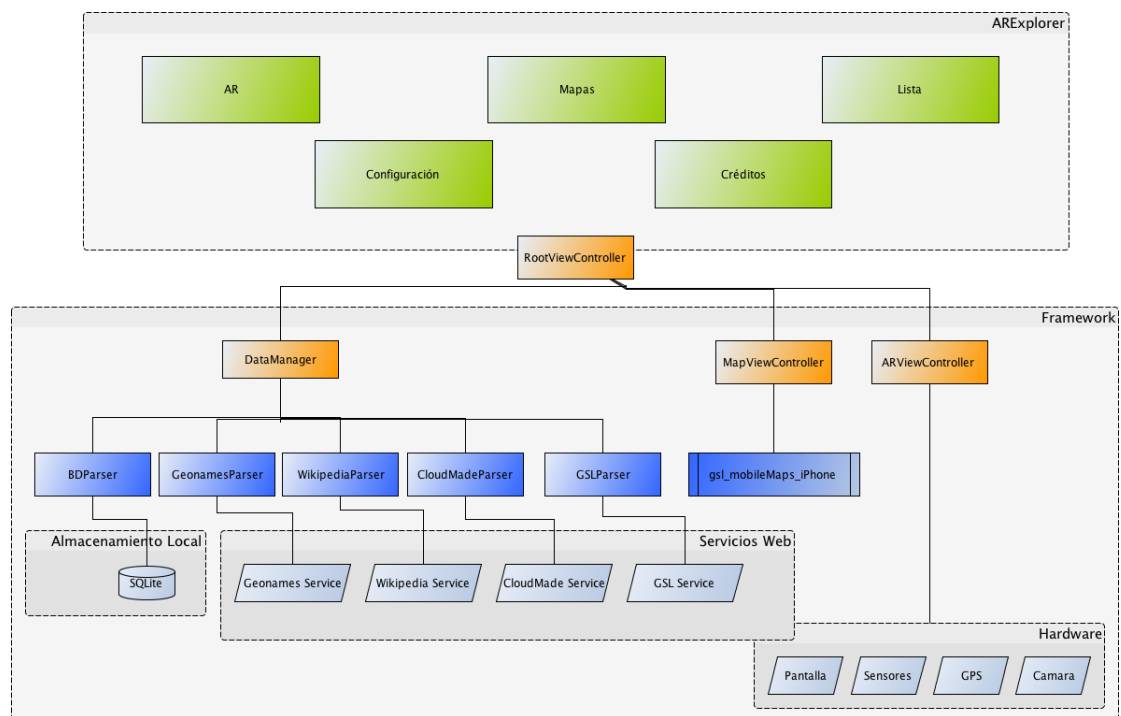 ARExplorer
AR
Mapas
Lista
Configuración
Créditos
RootViewController
Framework
DataManager
MapViewController
ARViewController
BDParser
GeonamesParser
WikipediaParser
CloudMadeParser
GSLParser
gsl_mobileMaps_iPhone
Almacenamiento Local
Servicios Web
SQLite
Geonames Service
Wikipedia Service
CloudMade Service
GSL Service
Hardware
Pantalla
Sensores
GPS
Camara